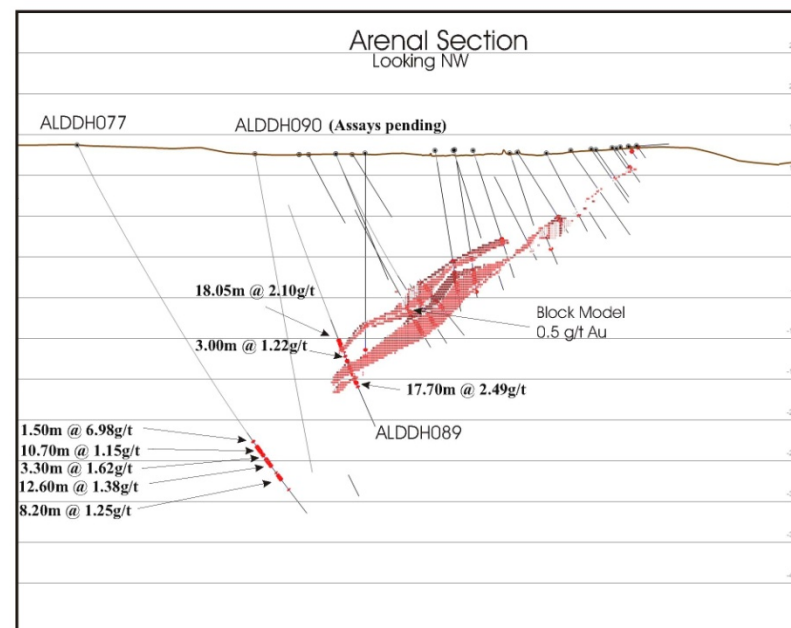 Arenal Section
Looking NW
ALDDH077
ALDDH090 (Assays pending)
18.05m @ 2.10g/t
3.00m @ 1.22g/t
Block Model
0.5 g/t Au
17.70m @ 2.49g/t
ALDDH089
1.50m @ 6.98g/t
10.70m @ 1.15g/t
3.30m @ 1.62g/t
12.60m @ 1.38g/t
8.20m @ 1.25g/t